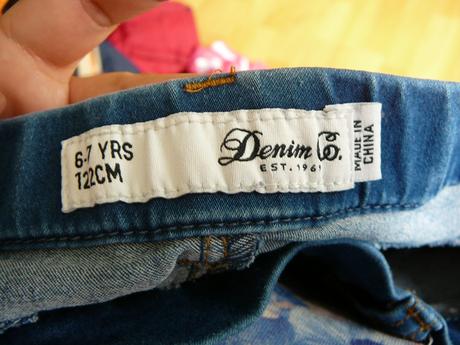 6-7 YRS
122CM
Denim Co.
EST. 1969
MADE IN
CHINA